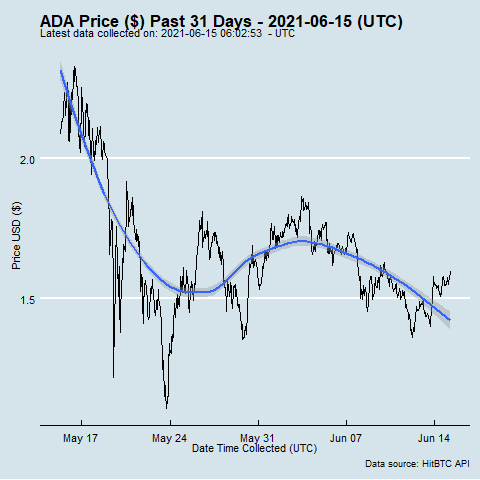 ADA Price ($) Past 31 Days - 2021-06-15 (UTC)
Latest data collected on: 2021-06-15 06:02:53 - UTC
2.0
1.5
Price USD ($)
May 17
May 24
May 31
Jun 07
Jun 14
Date Time Collected (UTC)
Data source: HitBTC API